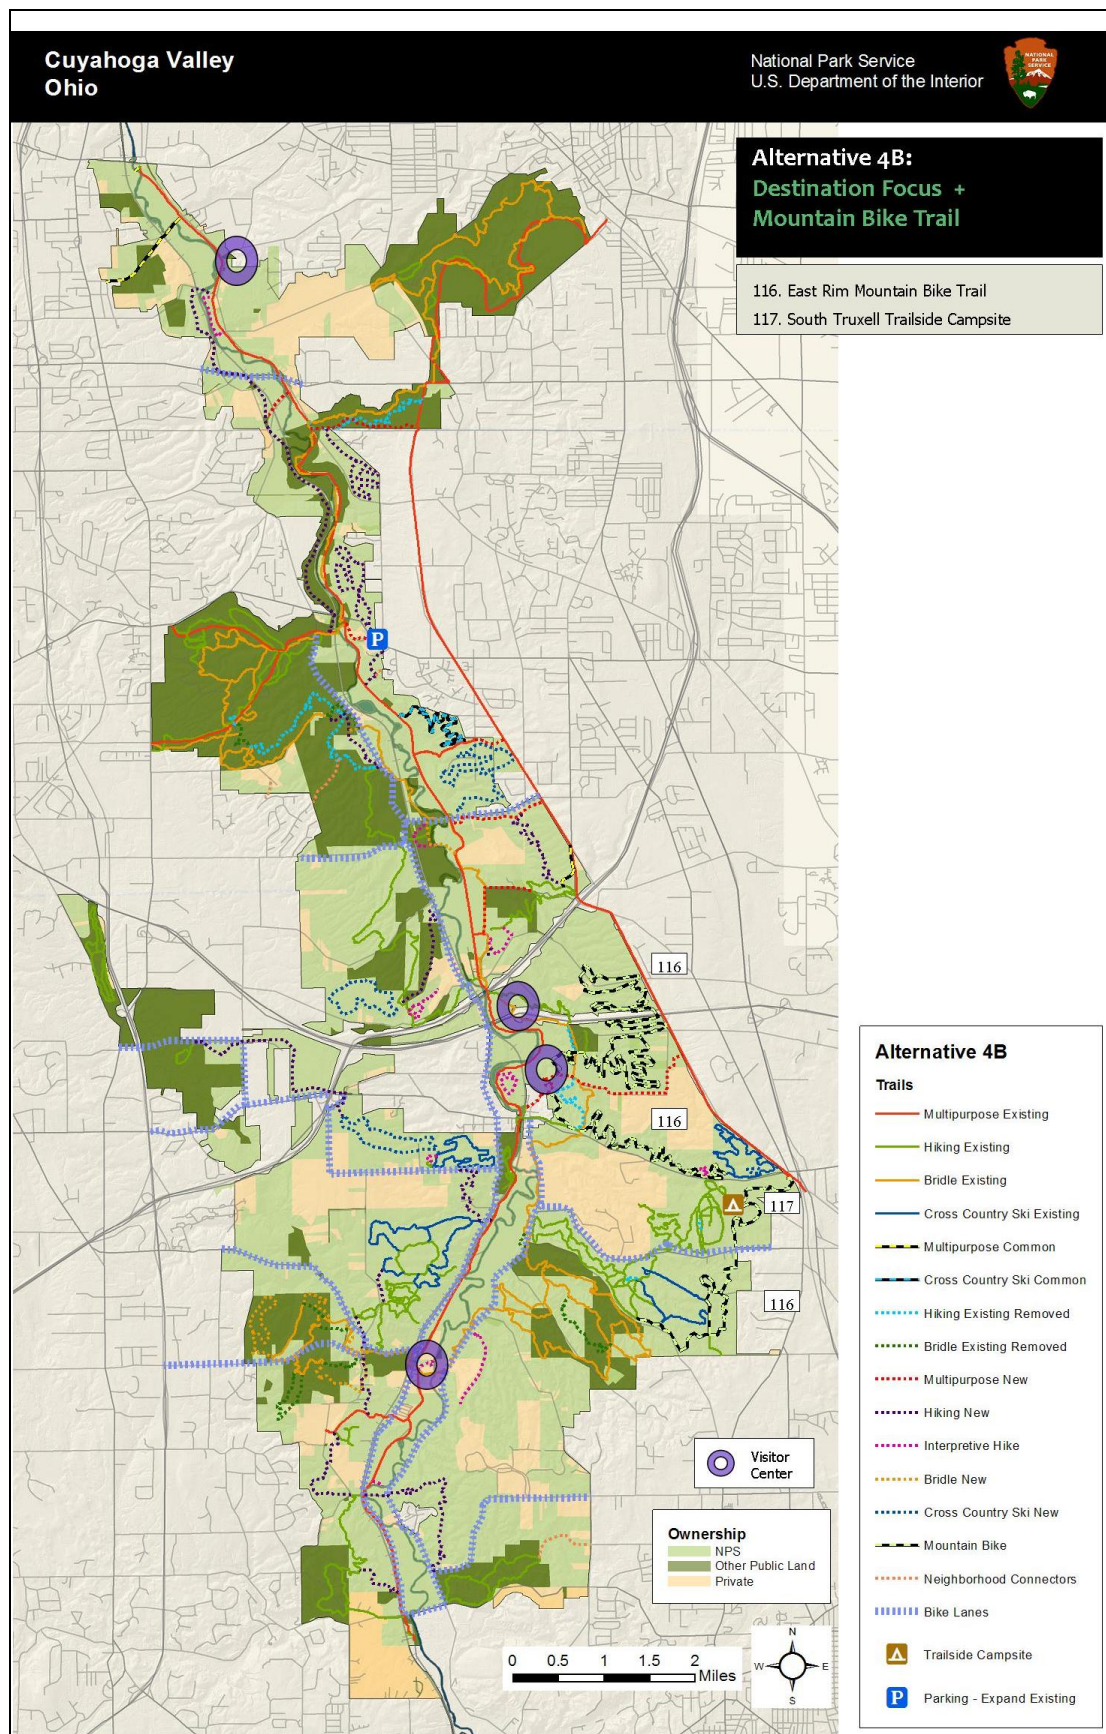 Cuyahoga Valley
Ohio
National Park Service
U.S. Department of the Interior
NATIONAL
PARK
SERVICE
Alternative 4B:
Destination Focus +
Mountain Bike Trail
116. East Rim Mountain Bike Trail
117. South Truxell Trailside Campsite
P
116
116
117
116
Alternative 4B
Trails
Multipurpose Existing
Hiking Existing
Bridle Existing
Cross Country Ski Existing
Multipurpose Common
Cross Country Ski Common
Hiking Existing Removed
Bridle Existing Removed
Multipurpose New
Hiking New
Interpretive Hike
Bridle New
Cross Country Ski New
Mountain Bike
Neighborhood Connectors
Bike Lanes
Trailside Campsite
P Parking - Expand Existing
Visitor
Center
Ownership
NPS
Other Public Land
Private
0 0.5 1 1.5 2
Miles
N
W E
S